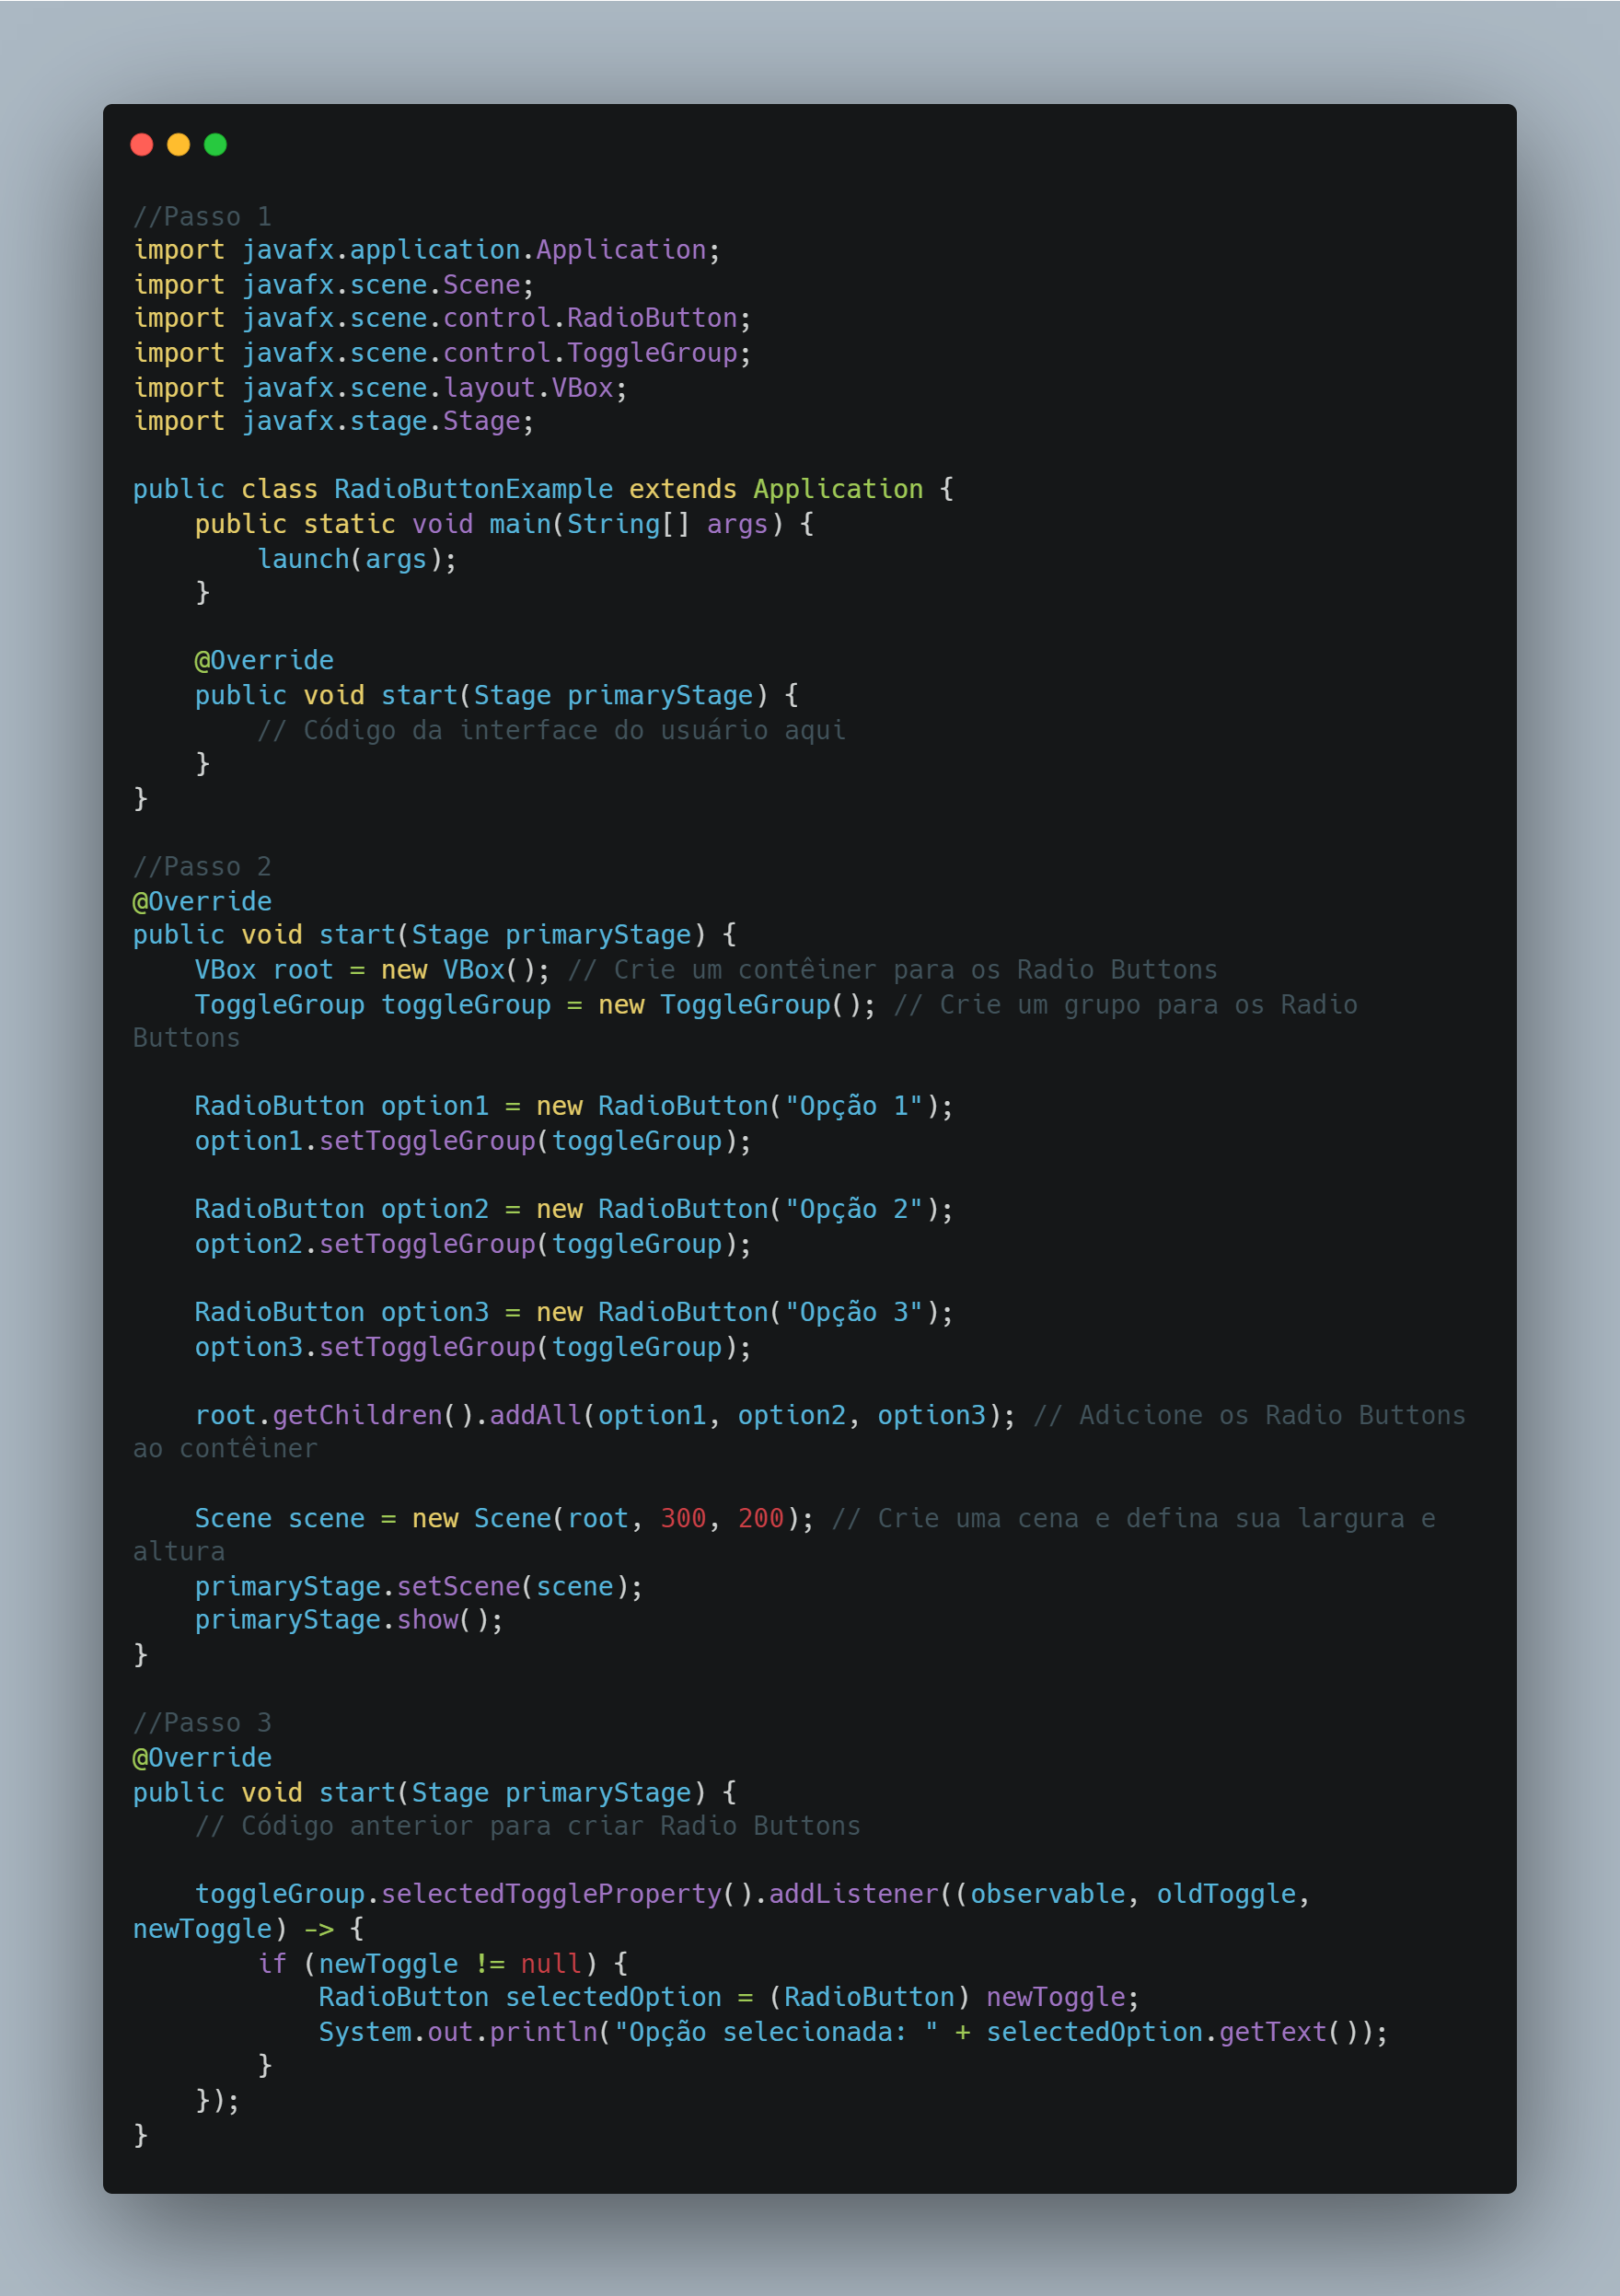 //Passo 1
import javafx.application.Application;
import javafx.scene.Scene;
import javafx.scene.control.RadioButton;
import javafx.scene.control.ToggleGroup;
import javafx.scene.layout.VBox;
import javafx.stage.Stage;

public class RadioButtonExample extends Application {
    public static void main(String[] args) {
        launch(args);
    }

    @Override
    public void start(Stage primaryStage) {
        // Código da interface do usuário aqui
    }
}

//Passo 2
@Override
public void start(Stage primaryStage) {
    VBox root = new VBox(); // Crie um contêiner para os Radio Buttons
    ToggleGroup toggleGroup = new ToggleGroup(); // Crie um grupo para os Radio
Buttons

    RadioButton option1 = new RadioButton("Opção 1");
    option1.setToggleGroup(toggleGroup);

    RadioButton option2 = new RadioButton("Opção 2");
    option2.setToggleGroup(toggleGroup);

    RadioButton option3 = new RadioButton("Opção 3");
    option3.setToggleGroup(toggleGroup);

    root.getChildren().addAll(option1, option2, option3); // Adicione os Radio Buttons
ao contêiner

    Scene scene = new Scene(root, 300, 200); // Crie uma cena e defina sua largura e
altura
    primaryStage.setScene(scene);
    primaryStage.show();
}

//Passo 3
@Override
public void start(Stage primaryStage) {
    // Código anterior para criar Radio Buttons

    toggleGroup.selectedToggleProperty().addListener((observable, oldToggle,
newToggle) -> {
        if (newToggle != null) {
            RadioButton selectedOption = (RadioButton) newToggle;
            System.out.println("Opção selecionada: " + selectedOption.getText());
        }
    });
}